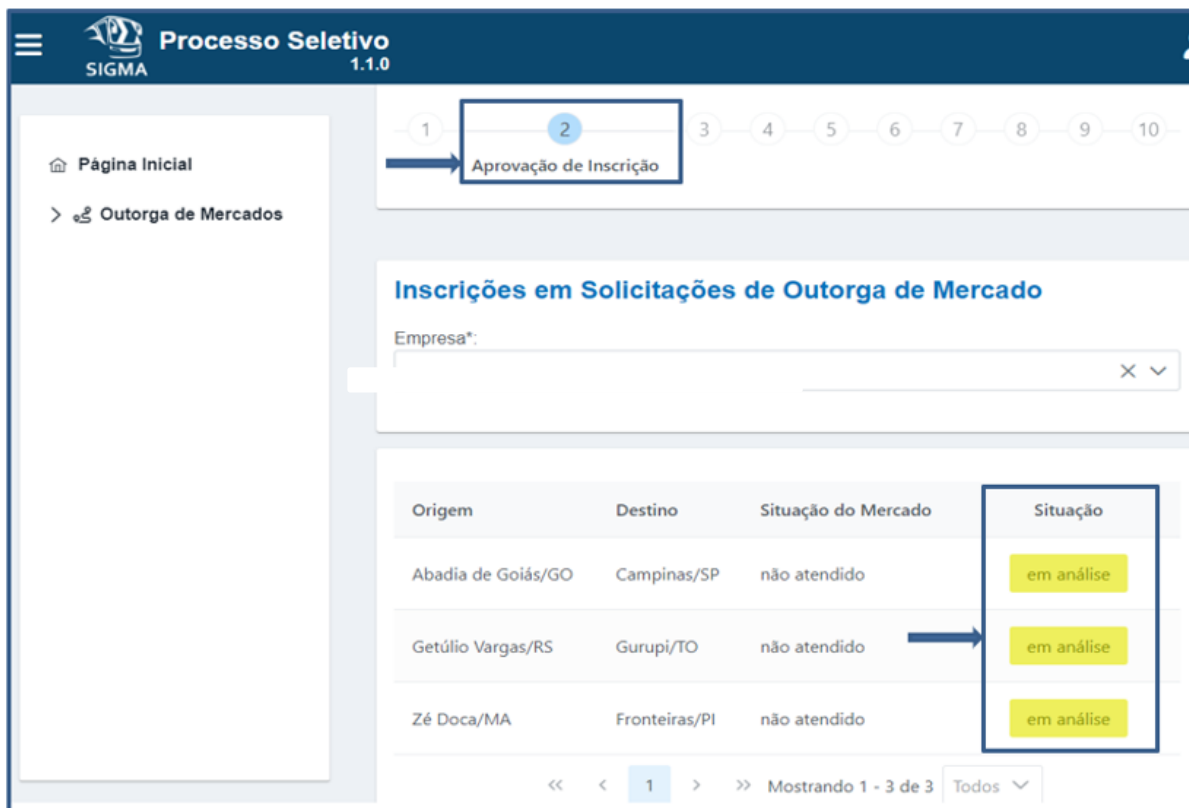 Processo Seletivo
SIGMA 1.1.0
1 2 3 4 5 6 7 8 9 10
Aprovação de Inscrição
Página Inicial
Outorga de Mercados
Inscrições em Solicitações de Outorga de Mercado
Empresa*:
Origem Destino Situação do Mercado Situação
Abadia de Goiás/GO Campinas/SP não atendido em análise
Getúlio Vargas/RS Gurupi/TO não atendido em análise
Zé Doca/MA Fronteiras/PI não atendido em análise
<< < 1 > >> Mostrando 1 - 3 de 3 Todos